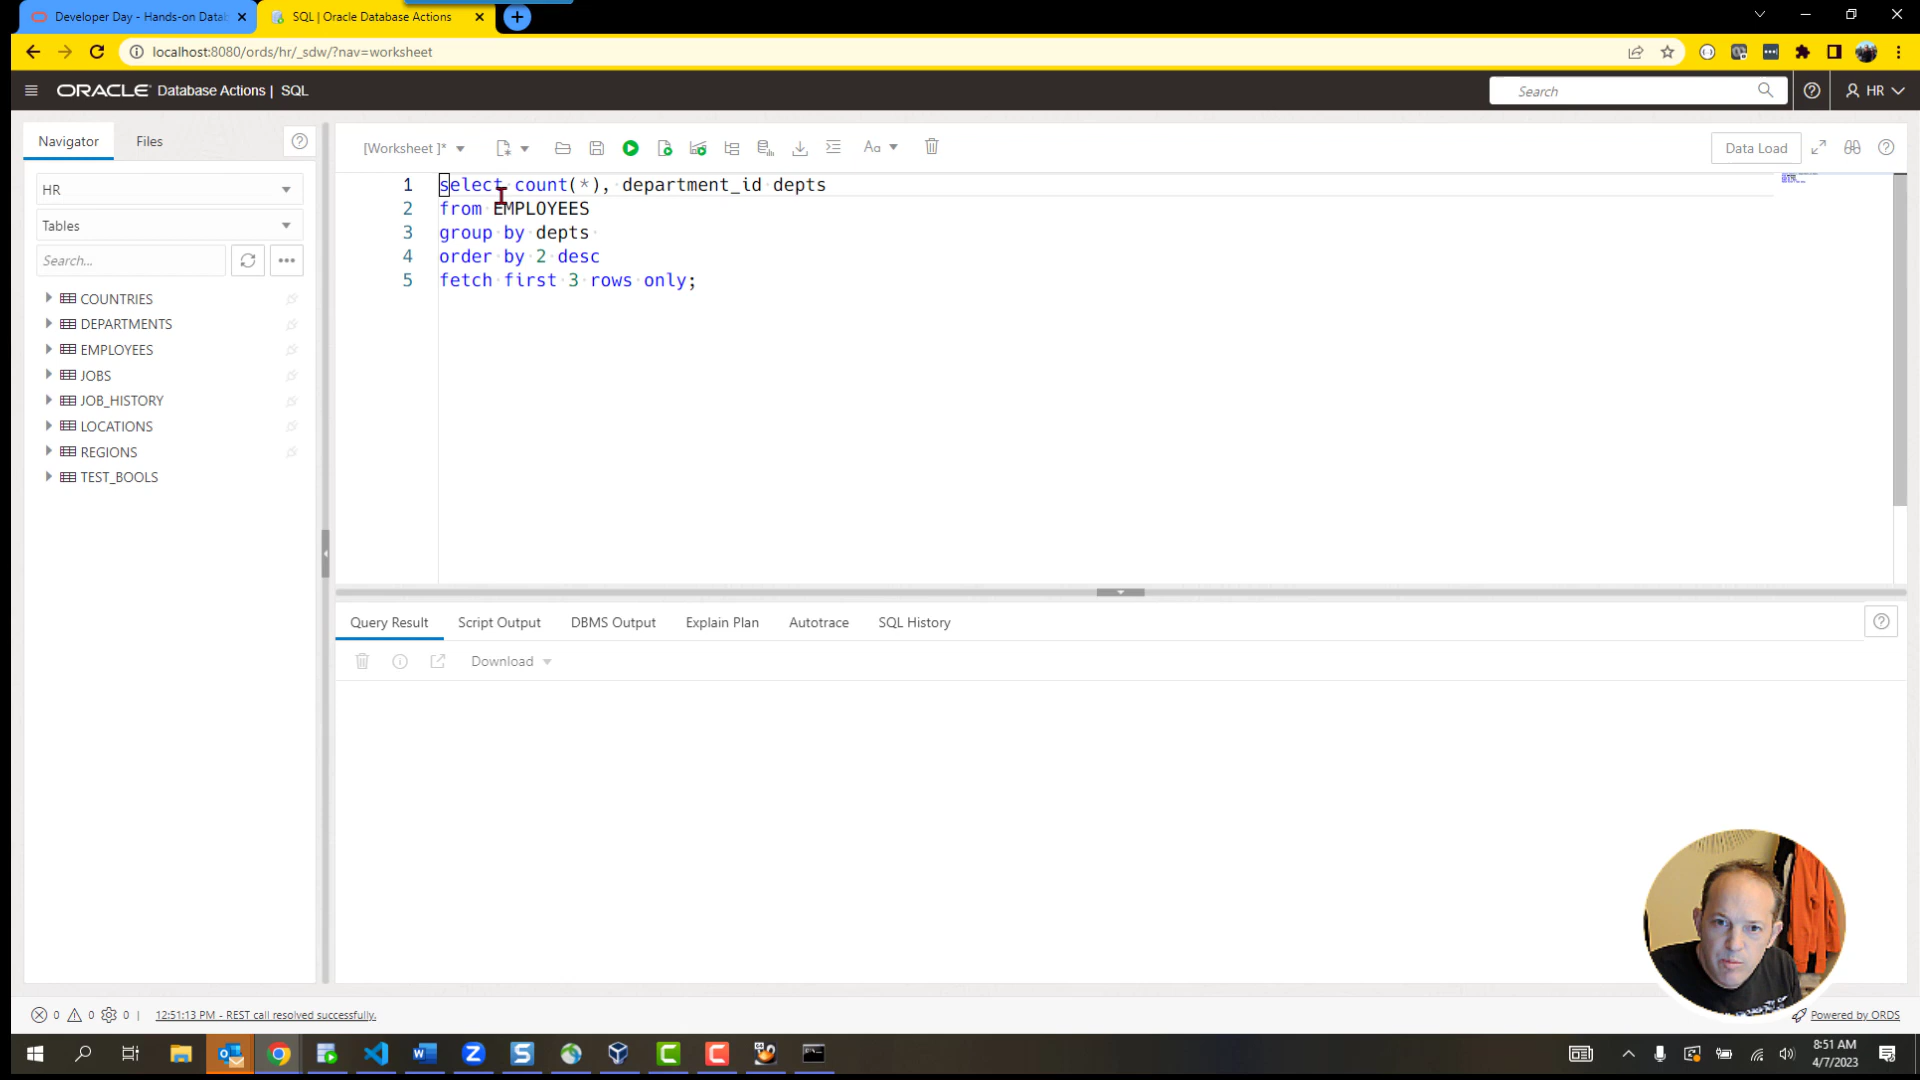 Developer Day - Hands-on Datab
SQL | Oracle Database Actions
localhost:8080/ords/hr/_sdw/?nav=worksheet
ORACLE Database Actions | SQL
Search
HR
Navigator
Files
[Worksheet ]*
Aa
Data Load
HR
Tables
Search...
COUNTRIES
DEPARTMENTS
EMPLOYEES
JOBS
JOB_HISTORY
LOCATIONS
REGIONS
TEST_BOOLS
1 select count(*), department_id depts
2 from EMPLOYEES
3 group by depts
4 order by 2 desc
5 fetch first 3 rows only;
Query Result
Script Output
DBMS Output
Explain Plan
Autotrace
SQL History
Download
0 0 0 | 12:51:13 PM - REST call resolved successfully.
Powered by ORDS
8:51 AM
4/7/2023